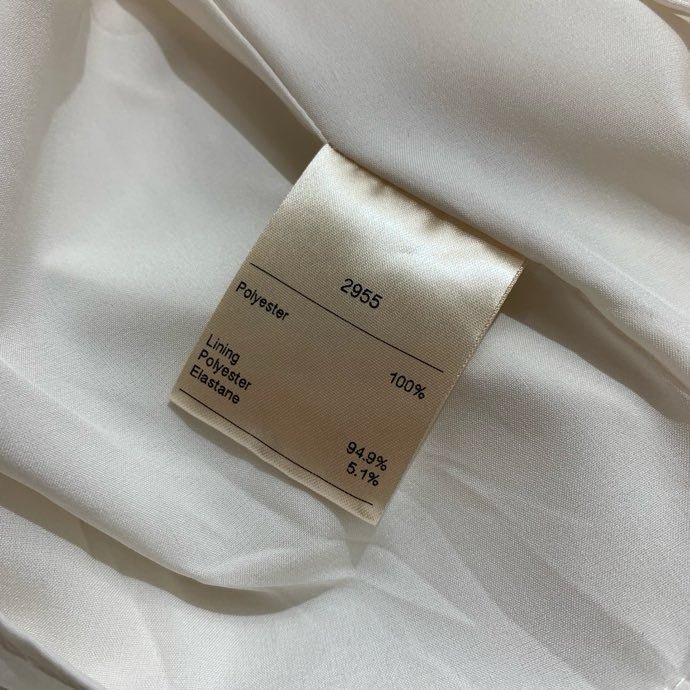 2955
Polyester 100%
Lining
Polyester 94.9%
Elastane 5.1%